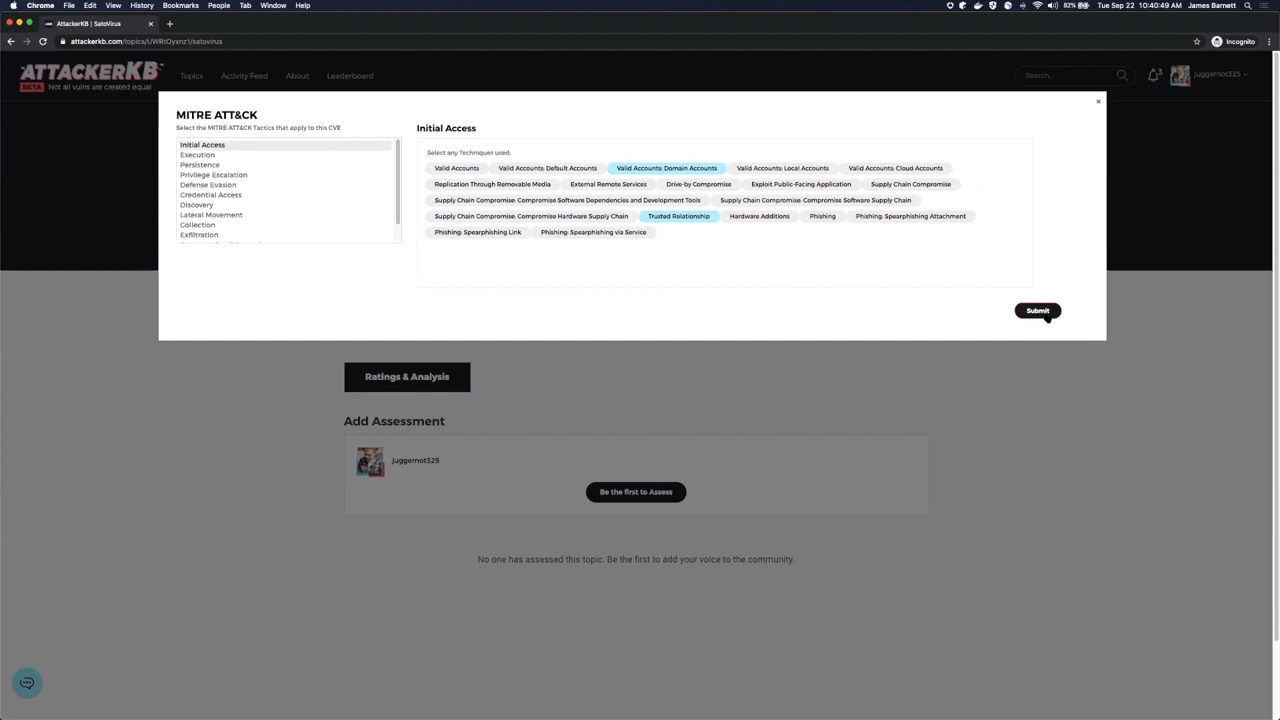 Chrome File Edit View History Bookmarks People Tab Window Help 82% Tue Sep 22 10:40:49 AM James Barnett
AttackerKB | SatoVirus
attackerkb.com/topics/UWRtOyxnz1/satovirus Incognito
ATTACKERKB
BETA Not all vulns are created equal
Topics Activity Feed About Leaderboard Search... 3 juggernot325
MITRE ATT&CK
Select the MITRE ATT&CK Tactics that apply to this CVE
Initial Access
Execution
Persistence
Privilege Escalation
Defense Evasion
Credential Access
Discovery
Lateral Movement
Collection
Exfiltration
Initial Access
Select any Techniques used:
Valid Accounts Valid Accounts: Default Accounts Valid Accounts: Domain Accounts Valid Accounts: Local Accounts Valid Accounts: Cloud Accounts
Replication Through Removable Media External Remote Services Drive-by Compromise Exploit Public-Facing Application Supply Chain Compromise
Supply Chain Compromise: Compromise Software Dependencies and Development Tools Supply Chain Compromise: Compromise Software Supply Chain
Supply Chain Compromise: Compromise Hardware Supply Chain Trusted Relationship Hardware Additions Phishing Phishing: Spearphishing Attachment
Phishing: Spearphishing Link Phishing: Spearphishing via Service
Submit
Ratings & Analysis
Add Assessment
juggernot325
Be the first to Assess
No one has assessed this topic. Be the first to add your voice to the community.